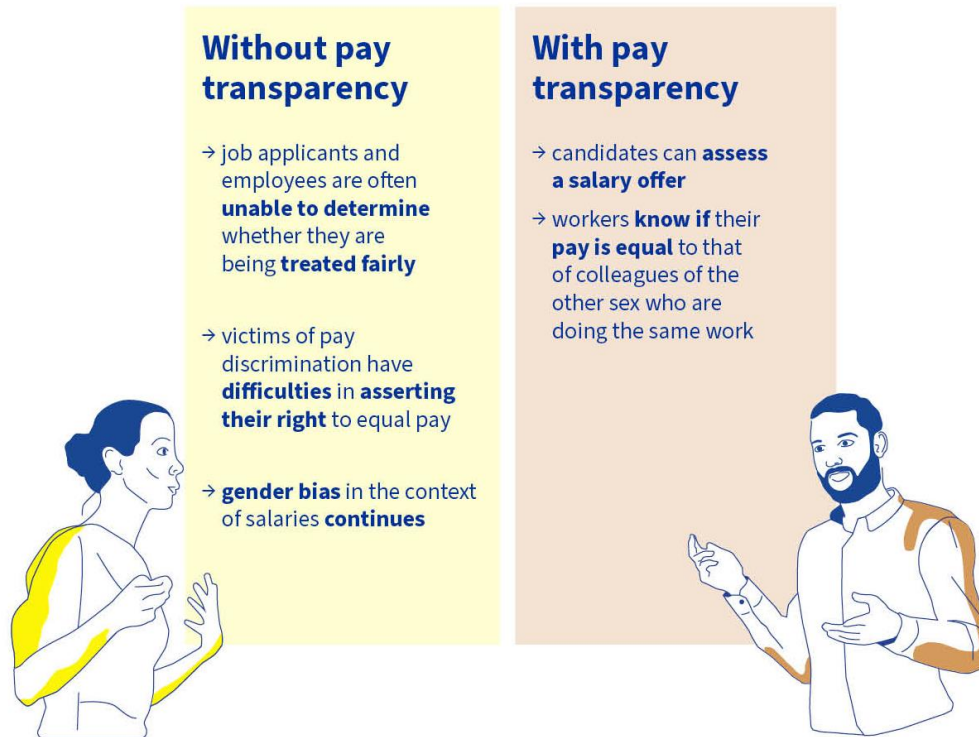 Without pay
transparency
→ job applicants and
employees are often
unable to determine
whether they are
being treated fairly
→ victims of pay
discrimination have
difficulties in asserting
their right to equal pay
→ gender bias in the context
of salaries continues
With pay
transparency
→ candidates can assess
a salary offer
→ workers know if their
pay is equal to that
of colleagues of the
other sex who are
doing the same work